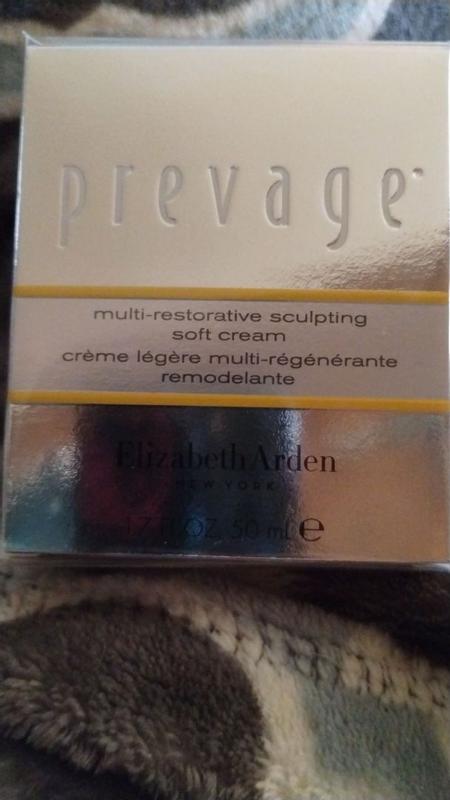 prevage
multi-restorative sculpting
soft cream
crème légère multi-régénérante
remodelante
Elizabeth Arden
NEW YORK
1.7 FL. OZ. 50 mL ℮